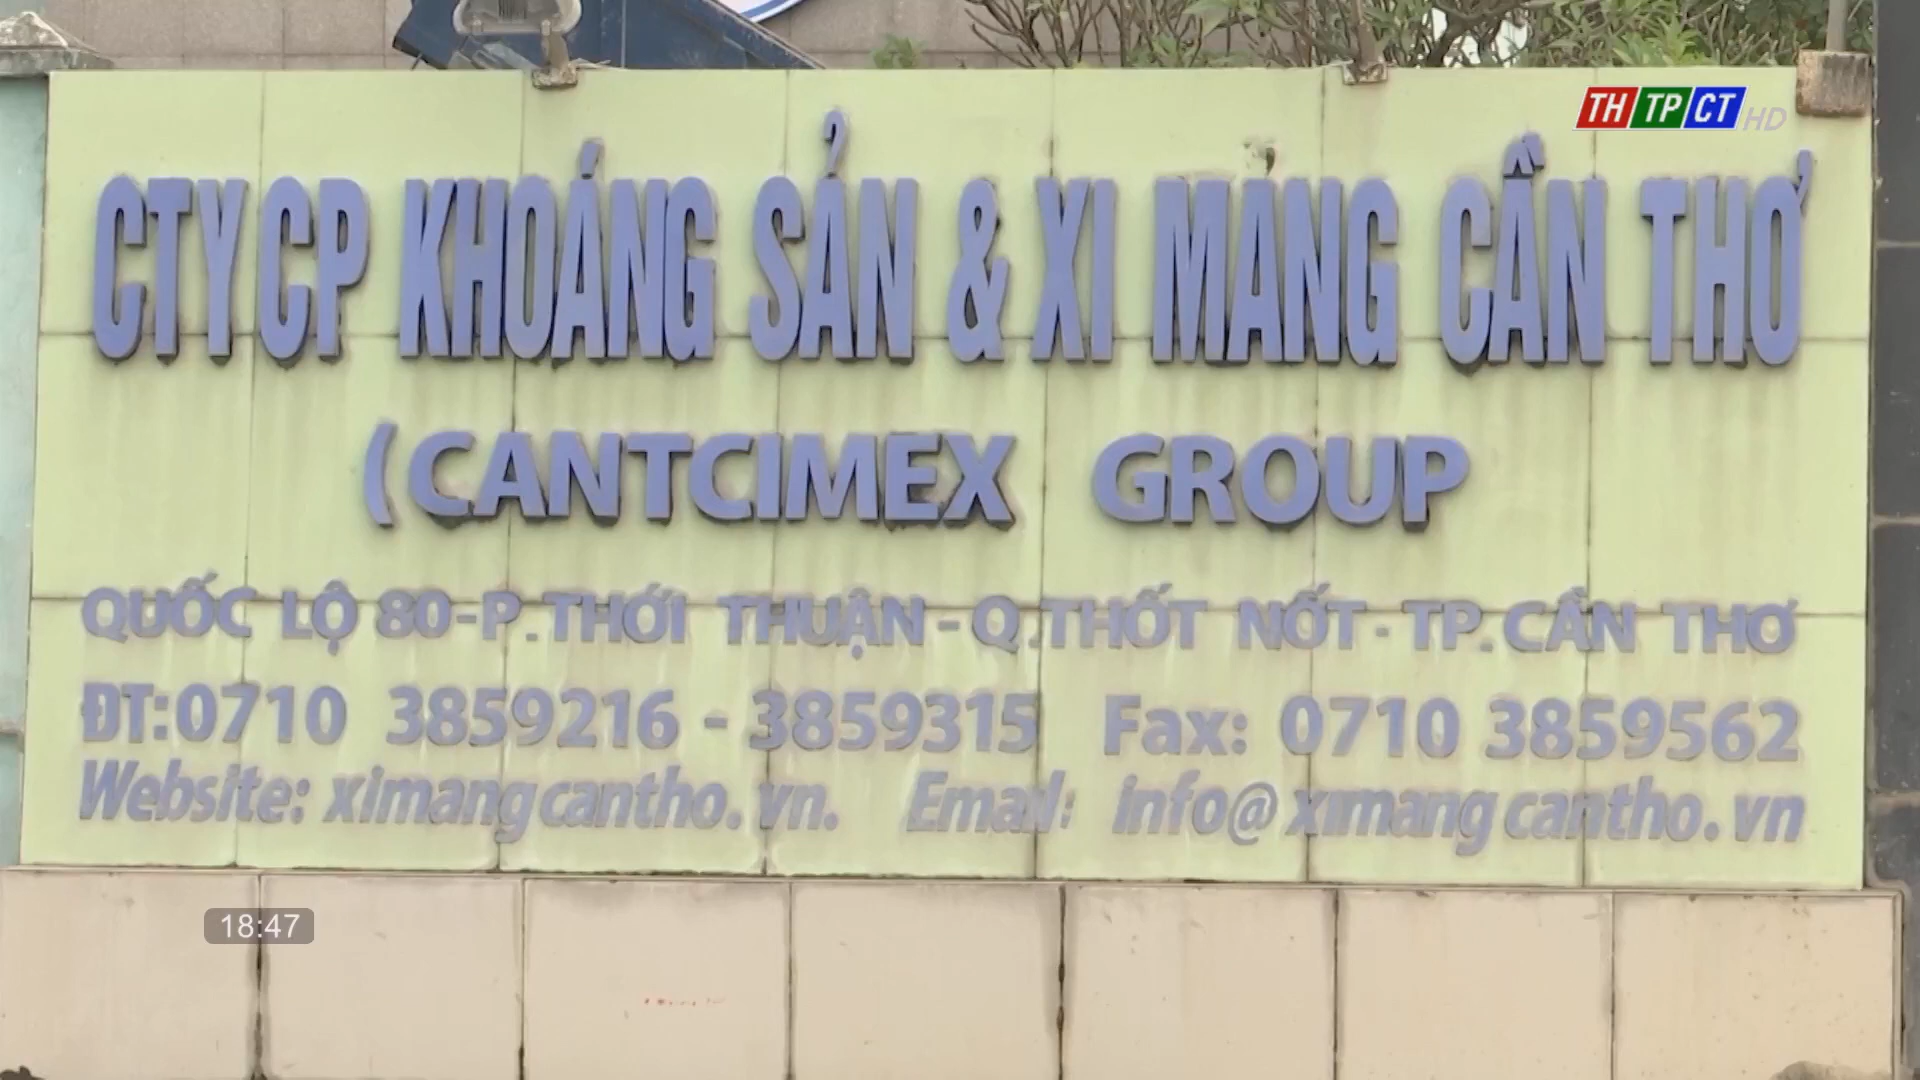 THTPCT HD
CTY CP KHOÁNG SẢN & XI MĂNG CẦN THƠ
(CANTCIMEX GROUP
QUỐC LỘ 80-P.THỚI THUẬN-Q.THỐT NỐT-TP.CẦN THƠ
ĐT:0710 3859216 - 3859315 Fax: 0710 3859562
Website: ximangcantho.vn. Email: info@ximangcantho.vn
18:47